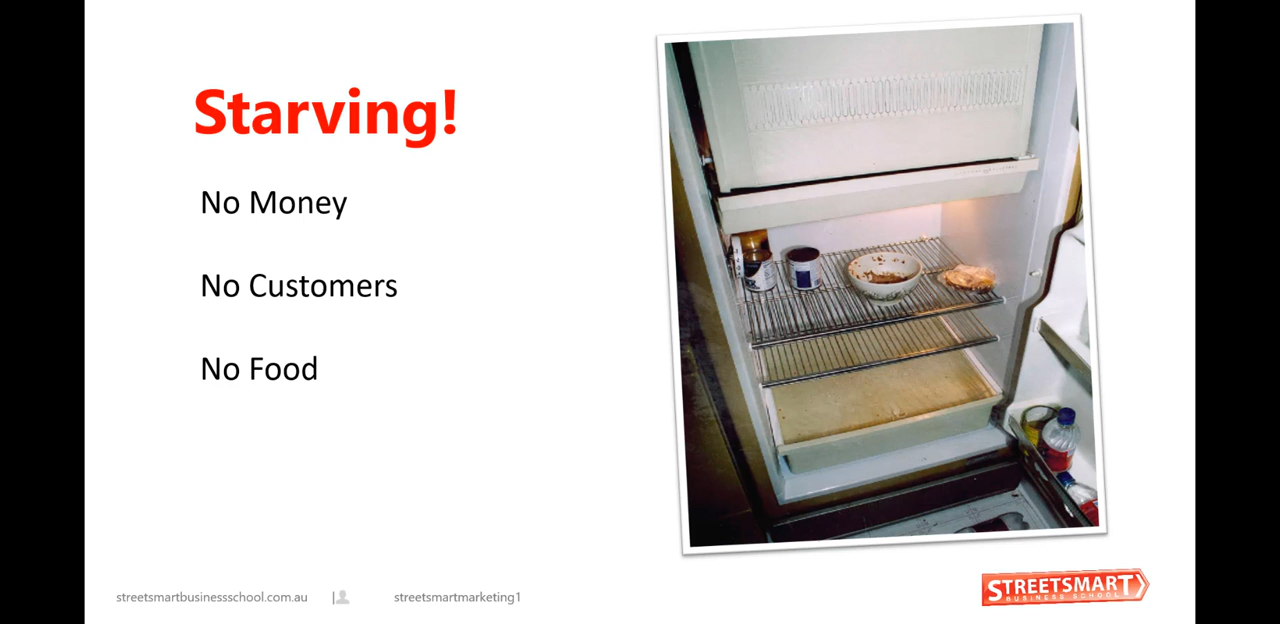 Starving!
No Money
No Customers
No Food
streetsmartbusinessschool.com.au
streetsmartmarketing1
STREETSMART
BUSINESS SCHOOL